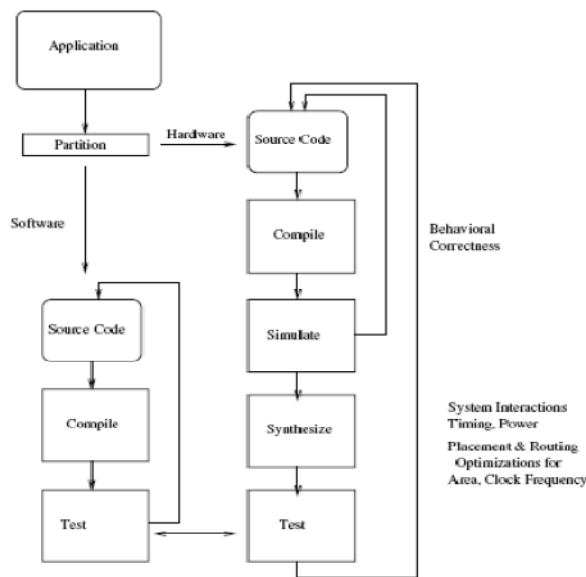 Application
Partition
Hardware
Source Code
Software
Compile
Behavioral
Correctness
Source Code
Simulate
Compile
Synthesize
System Interactions
Timing, Power
Placement & Routing
Optimizations for
Area, Clock Frequency
Test
Test